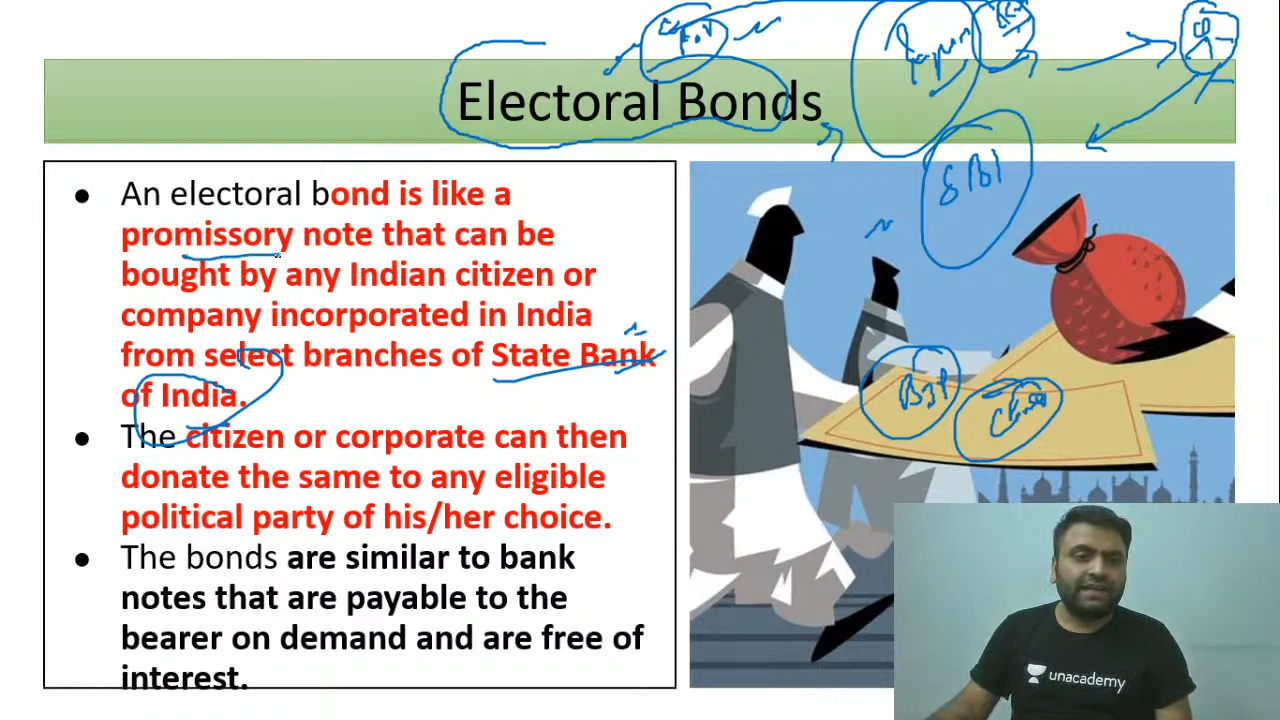 Gov
SBI
Electoral Bonds
An electoral bond is like a
promissory note that can be
bought by any Indian citizen or
company incorporated in India
from select branches of State Bank
of India.
The citizen or corporate can then
donate the same to any eligible
political party of his/her choice.
The bonds are similar to bank
notes that are payable to the
bearer on demand and are free of
interest.
BJP
unacademy